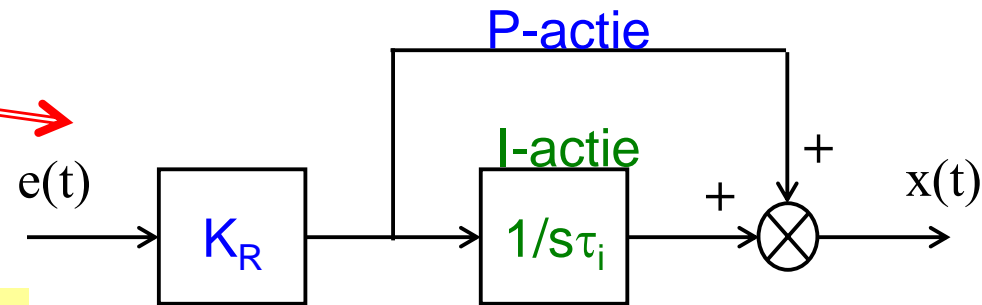 P-actie
I-actie
+
e(t)
+
x(t)
K_R
1/sτ_i